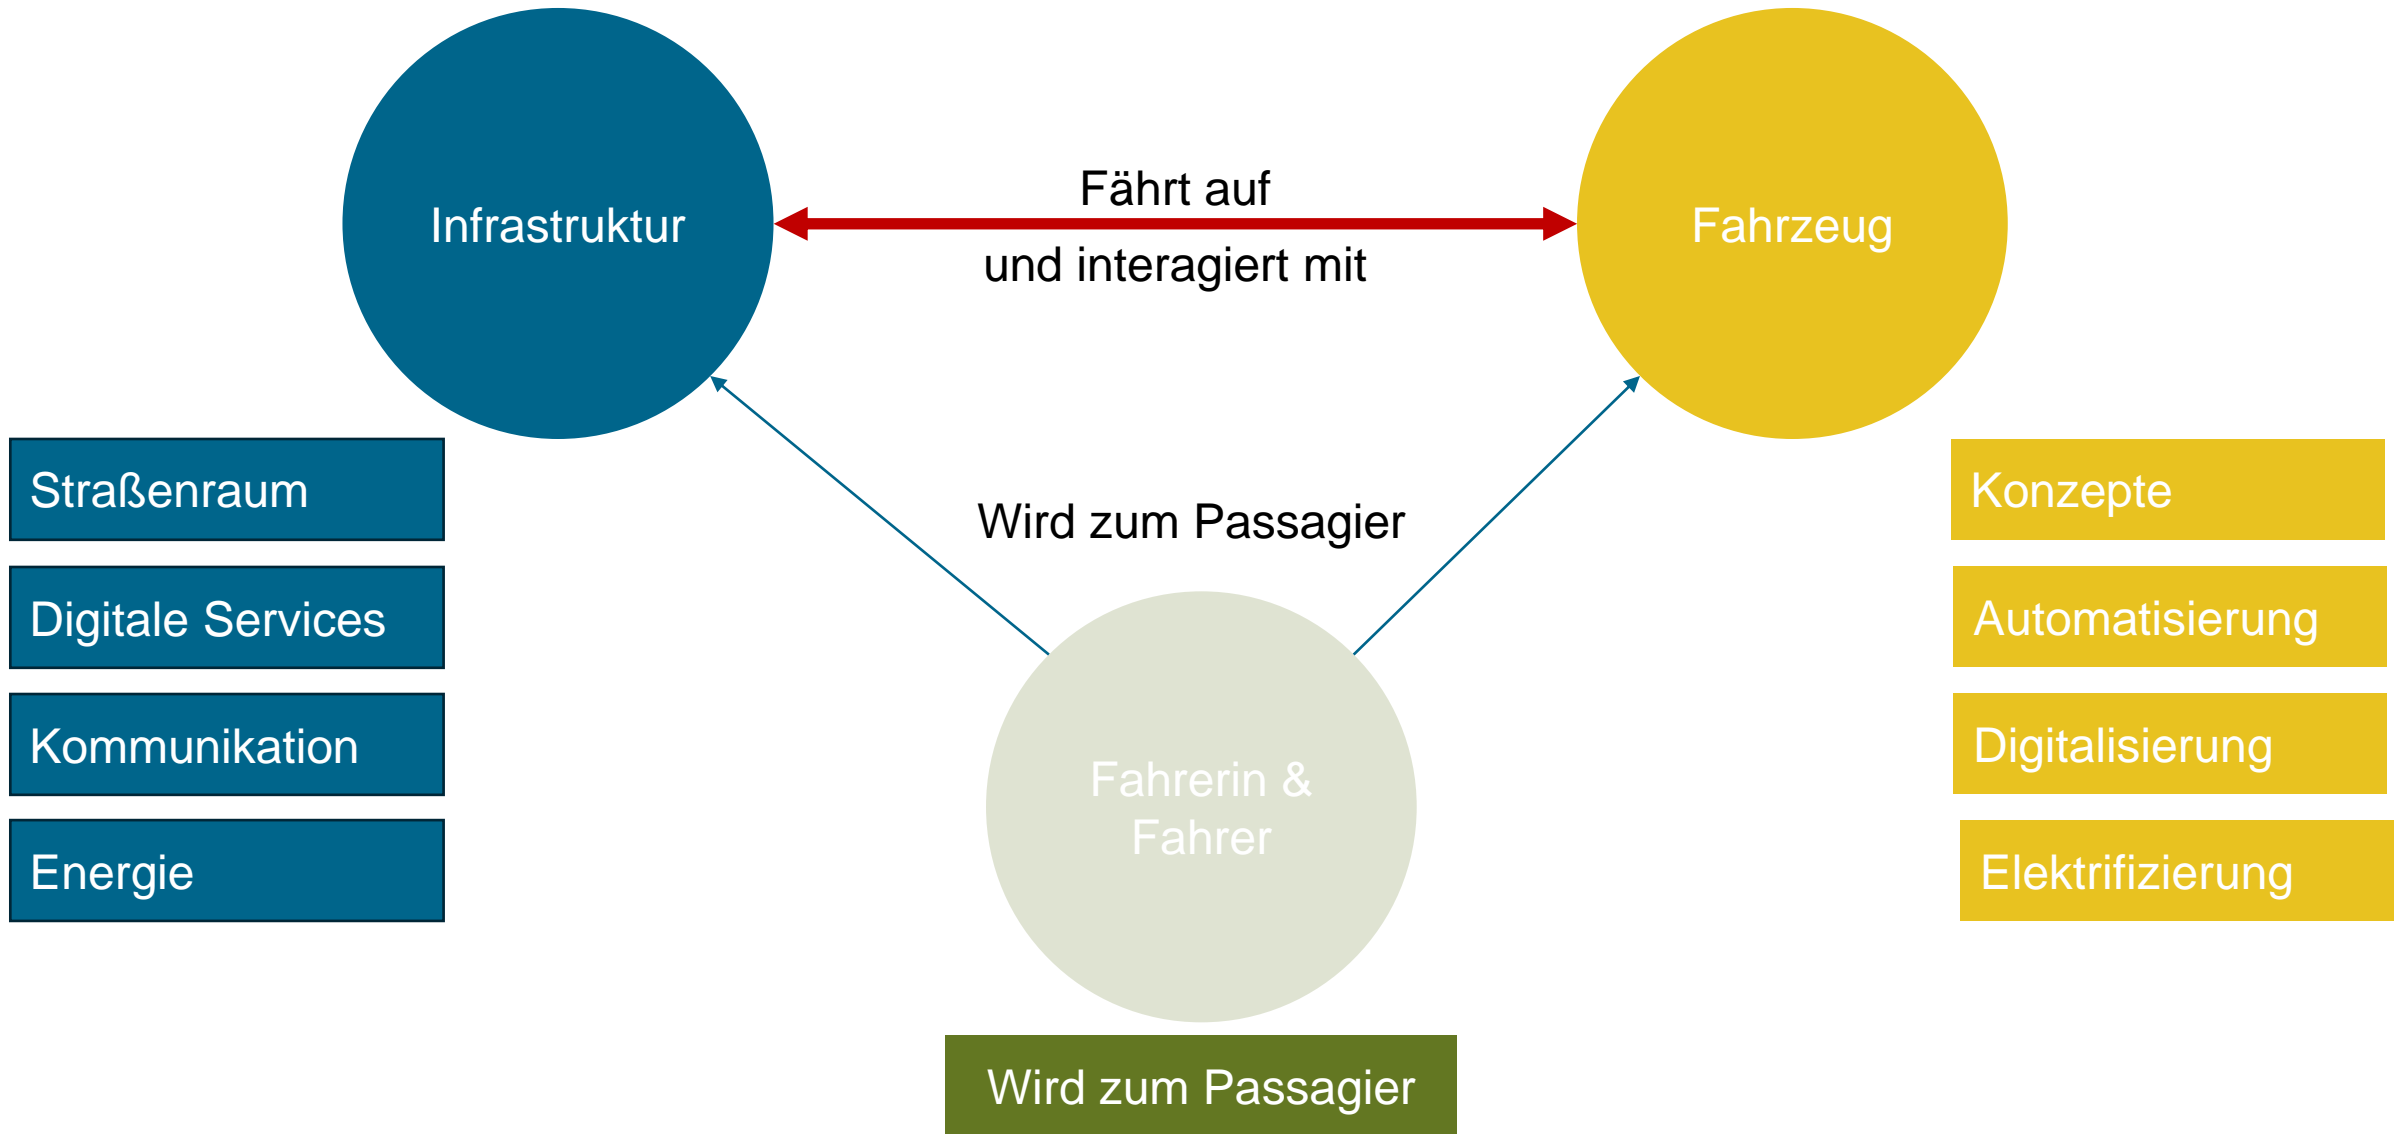 Infrastruktur
Fährt auf
und interagiert mit
Fahrzeug
Straßenraum
Digitale Services
Kommunikation
Energie
Wird zum Passagier
Fahrerin &
Fahrer
Wird zum Passagier
Konzepte
Automatisierung
Digitalisierung
Elektrifizierung